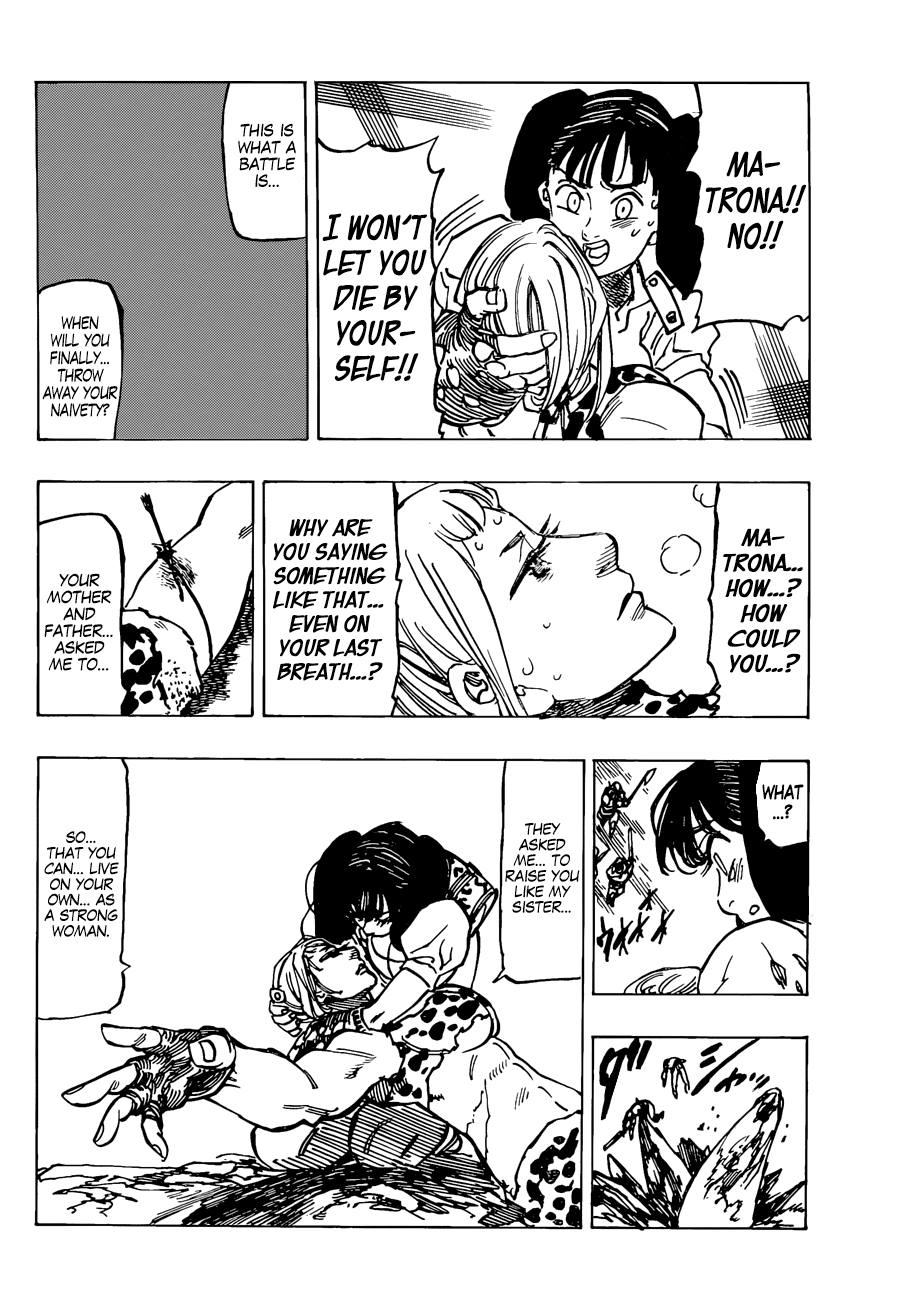 MA-
TRONA!!
NO!!
I WON'T
LET YOU
DIE BY
YOUR-
SELF!!
THIS IS
WHAT A
BATTLE
IS...
WHEN
WILL YOU
FINALLY...
THROW
AWAY YOUR
NAIVETY?
MA-
TRONA...
HOW...?
HOW
COULD
YOU...?
WHY ARE
YOU SAYING
SOMETHING
LIKE THAT...
EVEN ON
YOUR LAST
BREATH...?
YOUR
MOTHER
AND
FATHER...
ASKED
ME TO...
WHAT
...?
THEY
ASKED
ME... TO
RAISE YOU
LIKE MY
SISTER...
SO...
THAT YOU
CAN... LIVE
ON YOUR
OWN... AS
A STRONG
WOMAN.